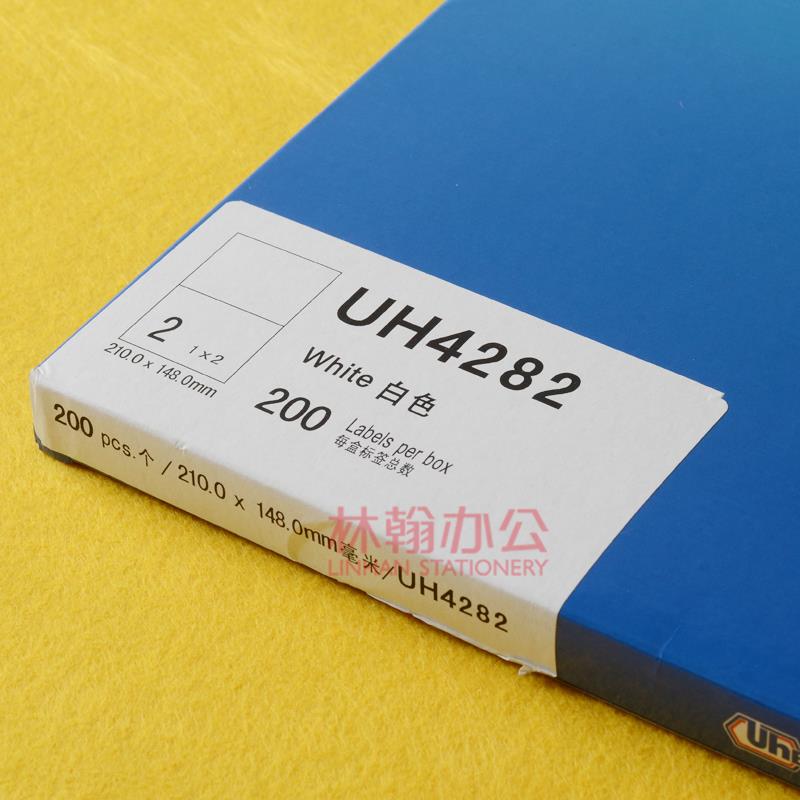 UH4282
2 1 x 2
210.0 x 148.0mm
White 白色
200 Labels per box
每盒标签总数
200 pcs.个 / 210.0 x 148.0mm毫米/UH4282
林翰办公
LINHAN STATIONERY